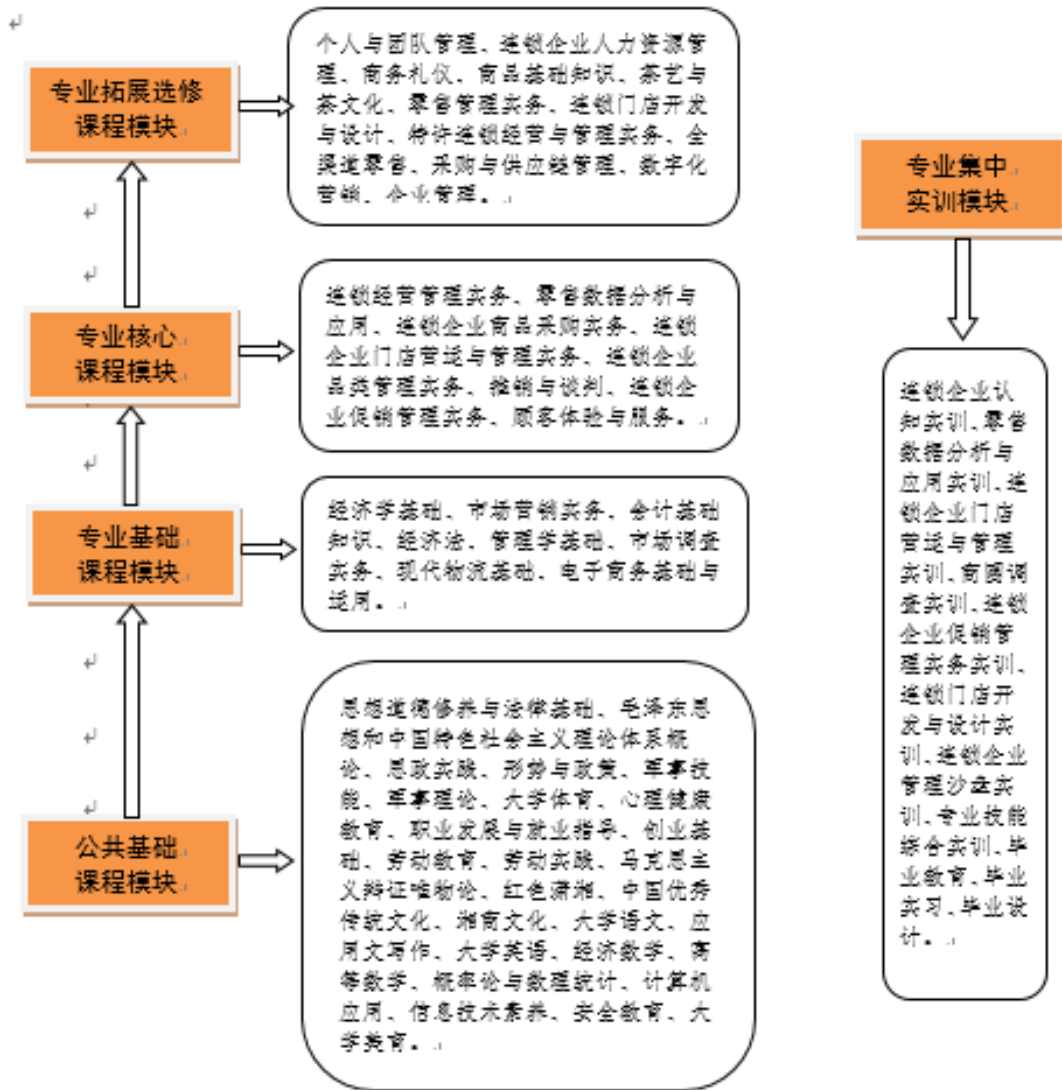 专业拓展选修
课程模块
个人与团队管理、连锁企业人力资源管
理、商务礼仪、商品基础知识、茶艺与
茶文化、零售管理实务、连锁门店开发
与设计、特许连锁经营与管理实务、全
渠道零售、采购与供应链管理、数字化
营销、企业管理。
专业核心
课程模块
连锁经营管理实务、零售数据分析与
应用、连锁企业商品采购实务、连锁
企业门店营运与管理实务、连锁企业
品类管理实务、推销与谈判、连锁企
业促销管理实务、顾客体验与服务。
专业基础
课程模块
经济学基础、市场营销实务、会计基础
知识、经济法、管理学基础、市场调查
实务、现代物流基础、电子商务基础与
运用。
公共基础
课程模块
思想道德修养与法律基础、毛泽东思
想和中国特色社会主义理论体系概
论、思政实践、形势与政策、军事技
能、军事理论、大学体育、心理健康
教育、职业发展与就业指导、创业基
础、劳动教育、劳动实践、马克思主
义辩证唯物论、红色潇湘、中国优秀
传统文化、湘南文化、大学语文、应
用文写作、大学英语、经济数学、高
等数学、概率论与数理统计、计算机
应用、信息技术素养、安全教育、大
学美育。
专业集中
实训模块
连锁企业认
知实训、零售
数据分析与
应用实训、连
锁企业门店
营运与管理
实训、商圈调
查实训、连锁
企业促销管
理实务实训、
连锁门店开
发与设计实
训、连锁企业
管理沙盘实
训、专业技能
综合实训、毕
业教育、毕业
实习、毕业设
计。